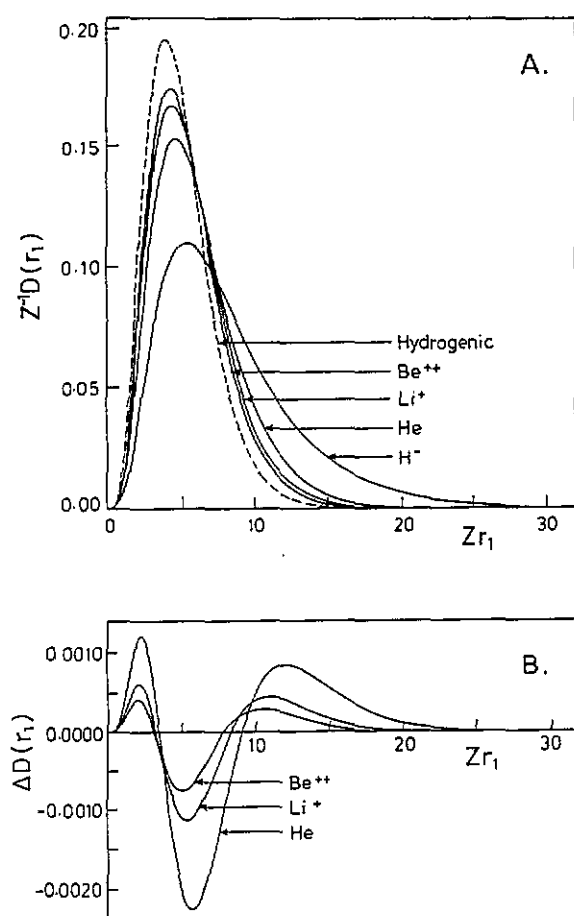 0.20
A.
0.15
Z⁻¹D(r₁)
0.10
Hydrogenic
Be⁺⁺
0.05
Li⁺
He
H⁻
0.00
0
10
20
30
Zr₁
0.0010
B.
0.0000
5
10
20
30
Zr₁
ΔD(r₁)
Be⁺⁺
-0.0010
Li⁺
He
-0.0020